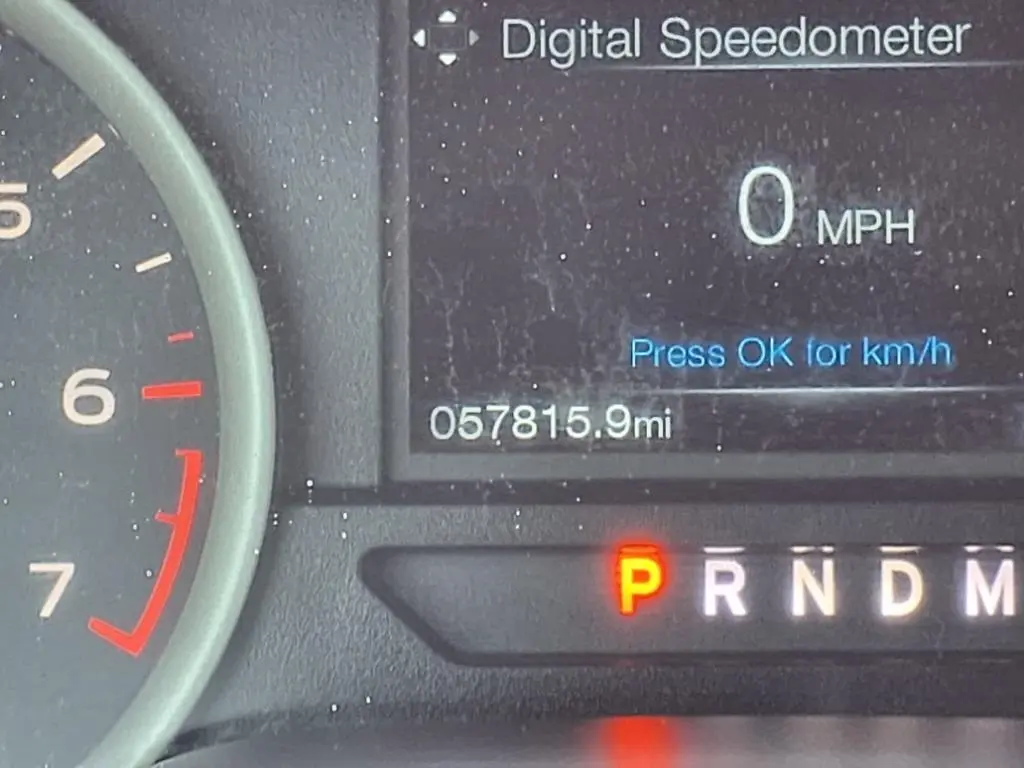 Digital Speedometer
5
0 MPH
Press OK for km/h
6
057815.9mi
7
P R N D M